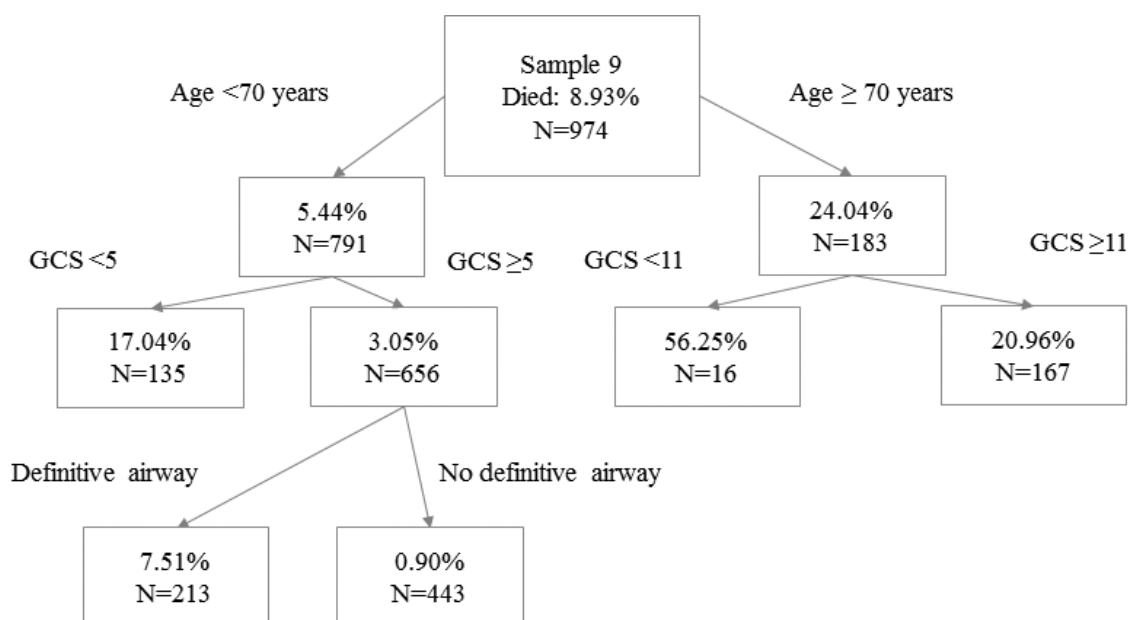 Sample 9
Died: 8.93%
N=974
Age <70 years
Age ≥ 70 years
5.44%
N=791
24.04%
N=183
GCS <5
GCS ≥5
GCS <11
GCS ≥11
17.04%
N=135
3.05%
N=656
56.25%
N=16
20.96%
N=167
Definitive airway
No definitive airway
7.51%
N=213
0.90%
N=443